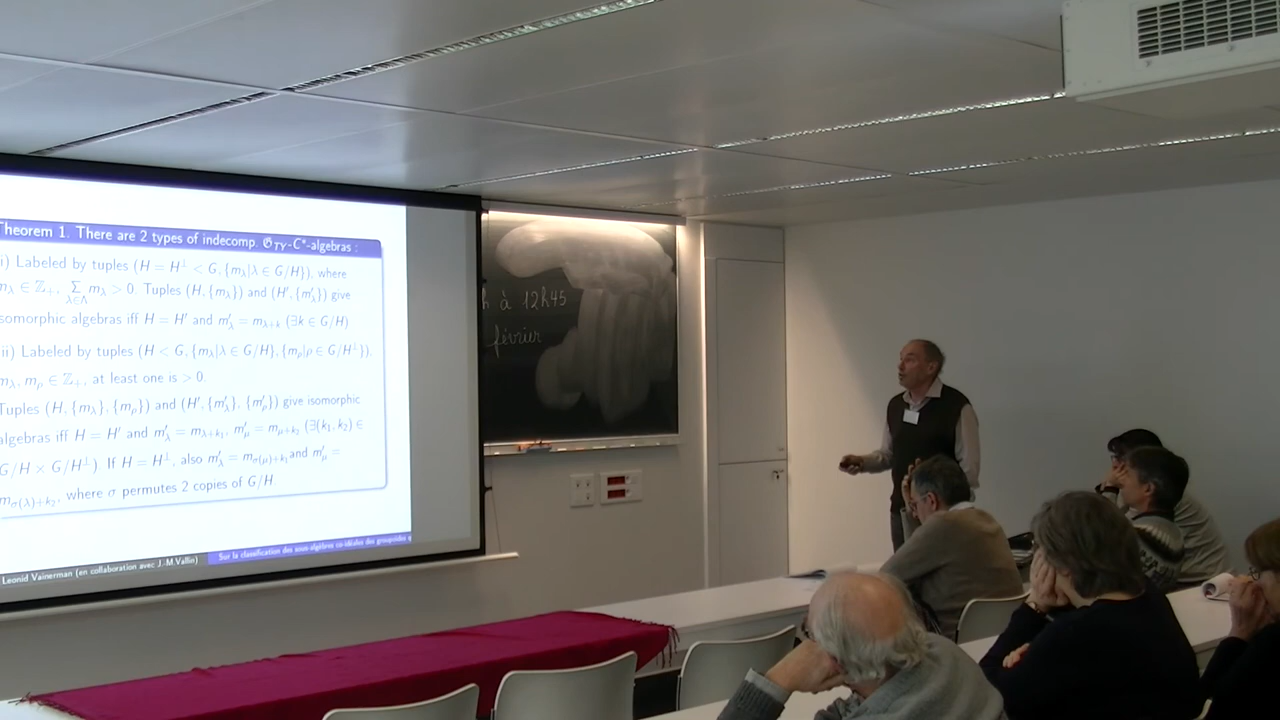 Theorem 1. There are 2 types of indecomp. 𝔊_TY-C*-algebras :
i) Labeled by tuples (H = H^⊥ < G, {m_λ|λ ∈ G/H}), where
m_λ ∈ ℤ_+, ∑_{λ∈Λ} m_λ > 0. Tuples (H, {m_λ}) and (H', {m'_λ}) give
somorphic algebras iff H = H' and m'_λ = m_{λ+k} (∃k ∈ G/H)
ii) Labeled by tuples (H < G, {m_λ|λ ∈ G/H}, {m_ρ|ρ ∈ G/H^⊥}),
m_λ, m_ρ ∈ ℤ_+, at least one is > 0.
Tuples (H, {m_λ}, {m_ρ}) and (H', {m'_λ}, {m'_ρ}) give isomorphic
algebras iff H = H' and m'_λ = m_{λ+k_1}, m'_μ = m_{μ+k_2} (∃(k_1, k_2) ∈
G/H × G/H^⊥). If H = H^⊥, also m'_λ = m_{σ(μ)+k_1} and m'_μ =
m_{σ(λ)+k_2}, where σ permutes 2 copies of G/H.
Leonid Vainerman (en collaboration avec J.-M.Vallin)
Sur la classification des sous-algèbres co-idéales des groupoïdes
h à 12h45
février